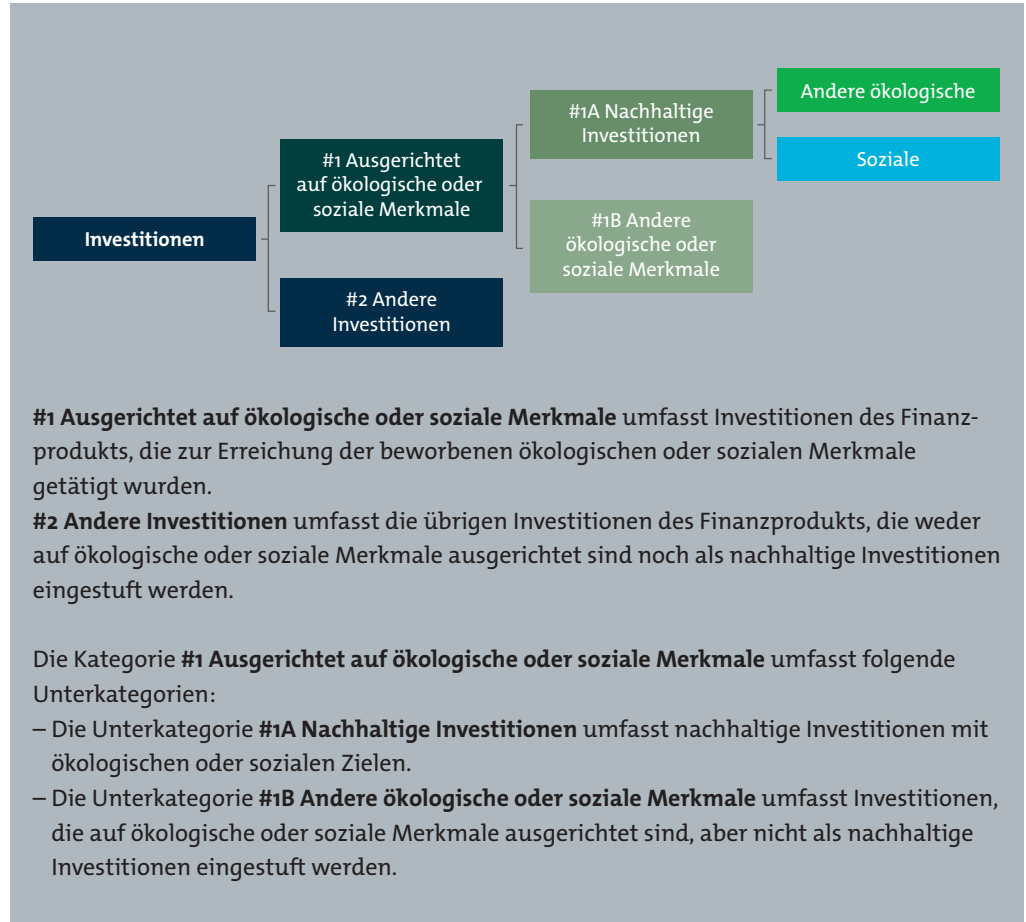 Andere ökologische
#1A Nachhaltige
Investitionen
#1 Ausgerichtet
auf ökologische oder
soziale Merkmale
Soziale
#1B Andere
ökologische oder
soziale Merkmale
Investitionen
#2 Andere
Investitionen
#1 Ausgerichtet auf ökologische oder soziale Merkmale umfasst Investitionen des Finanz-
produkts, die zur Erreichung der beworbenen ökologischen oder sozialen Merkmale
getätigt wurden.
#2 Andere Investitionen umfasst die übrigen Investitionen des Finanzprodukts, die weder
auf ökologische oder soziale Merkmale ausgerichtet sind noch als nachhaltige Investitionen
eingestuft werden.
Die Kategorie #1 Ausgerichtet auf ökologische oder soziale Merkmale umfasst folgende
Unterkategorien:
– Die Unterkategorie #1A Nachhaltige Investitionen umfasst nachhaltige Investitionen mit
ökologischen oder sozialen Zielen.
– Die Unterkategorie #1B Andere ökologische oder soziale Merkmale umfasst Investitionen,
die auf ökologische oder soziale Merkmale ausgerichtet sind, aber nicht als nachhaltige
Investitionen eingestuft werden.